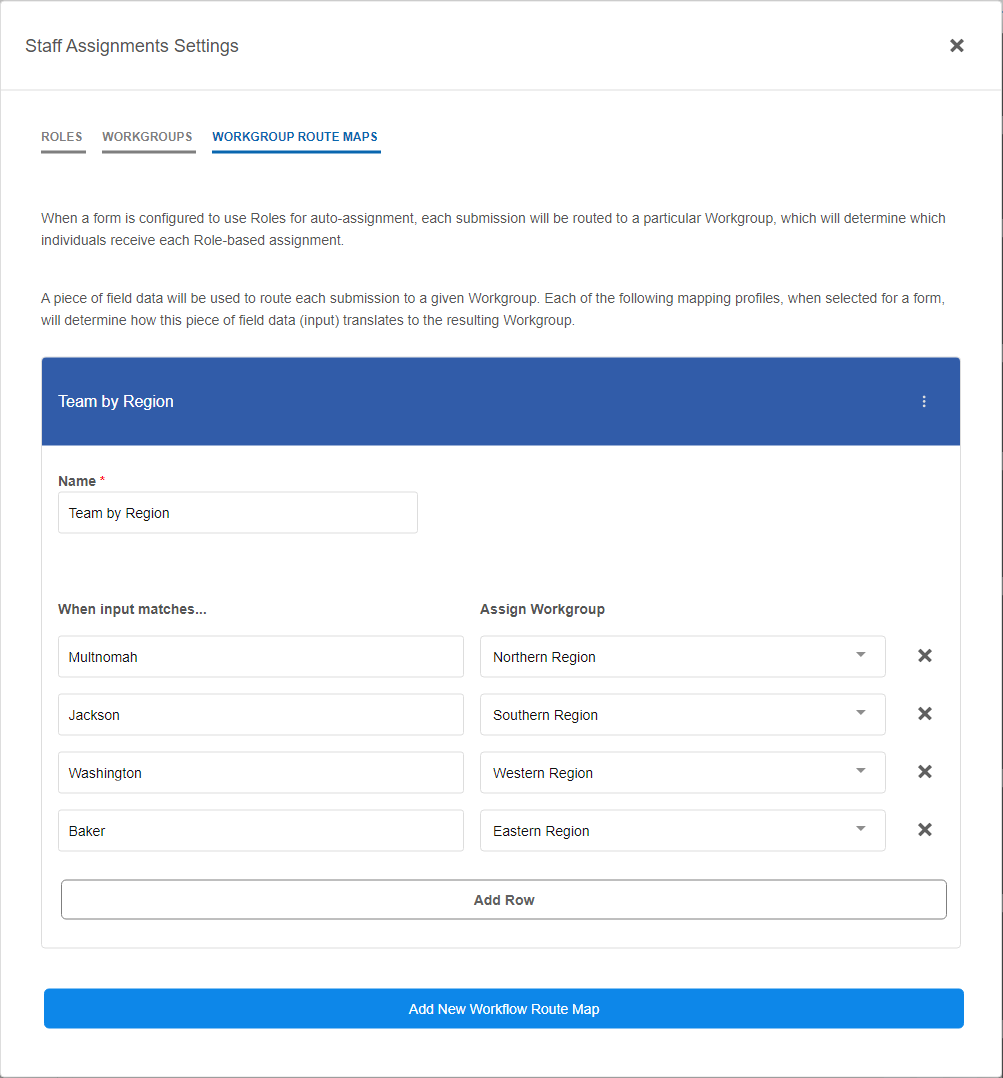 Staff Assignments Settings
ROLES WORKGROUPS WORKGROUP ROUTE MAPS
When a form is configured to use Roles for auto-assignment, each submission will be routed to a particular Workgroup, which will determine which
individuals receive each Role-based assignment.
A piece of field data will be used to route each submission to a given Workgroup. Each of the following mapping profiles, when selected for a form,
will determine how this piece of field data (input) translates to the resulting Workgroup.
Team by Region
Name *
Team by Region
When input matches... Assign Workgroup
Multnomah Northern Region
Jackson Southern Region
Washington Western Region
Baker Eastern Region
Add Row
Add New Workflow Route Map